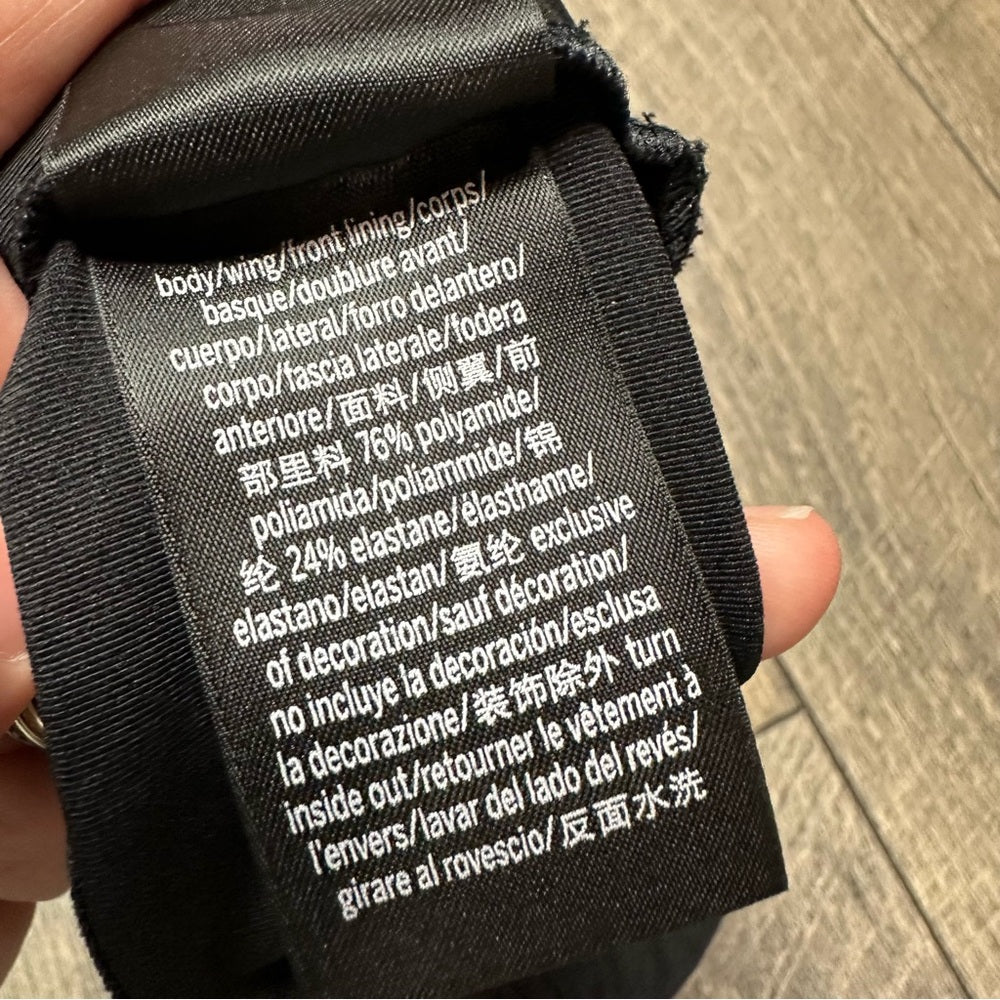 body/wing/front lining/corps/
basque/doublure avant/
cuerpo/lateral/forro delantero/
corpo/fascia laterale/fodera
anteriore/面料/侧翼/前
部里料 76% polyamide/
poliamida/poliammide/锦
纶 24% elastane/élasthanne/
elastano/elastan/氨纶 exclusive
of decoration/sauf décoration/
no incluye la decoración/esclusa
la decorazione/装饰除外 turn
inside out/retourner le vêtement à
l'envers/lavar del lado del revés/
girare al rovescio/反面水洗